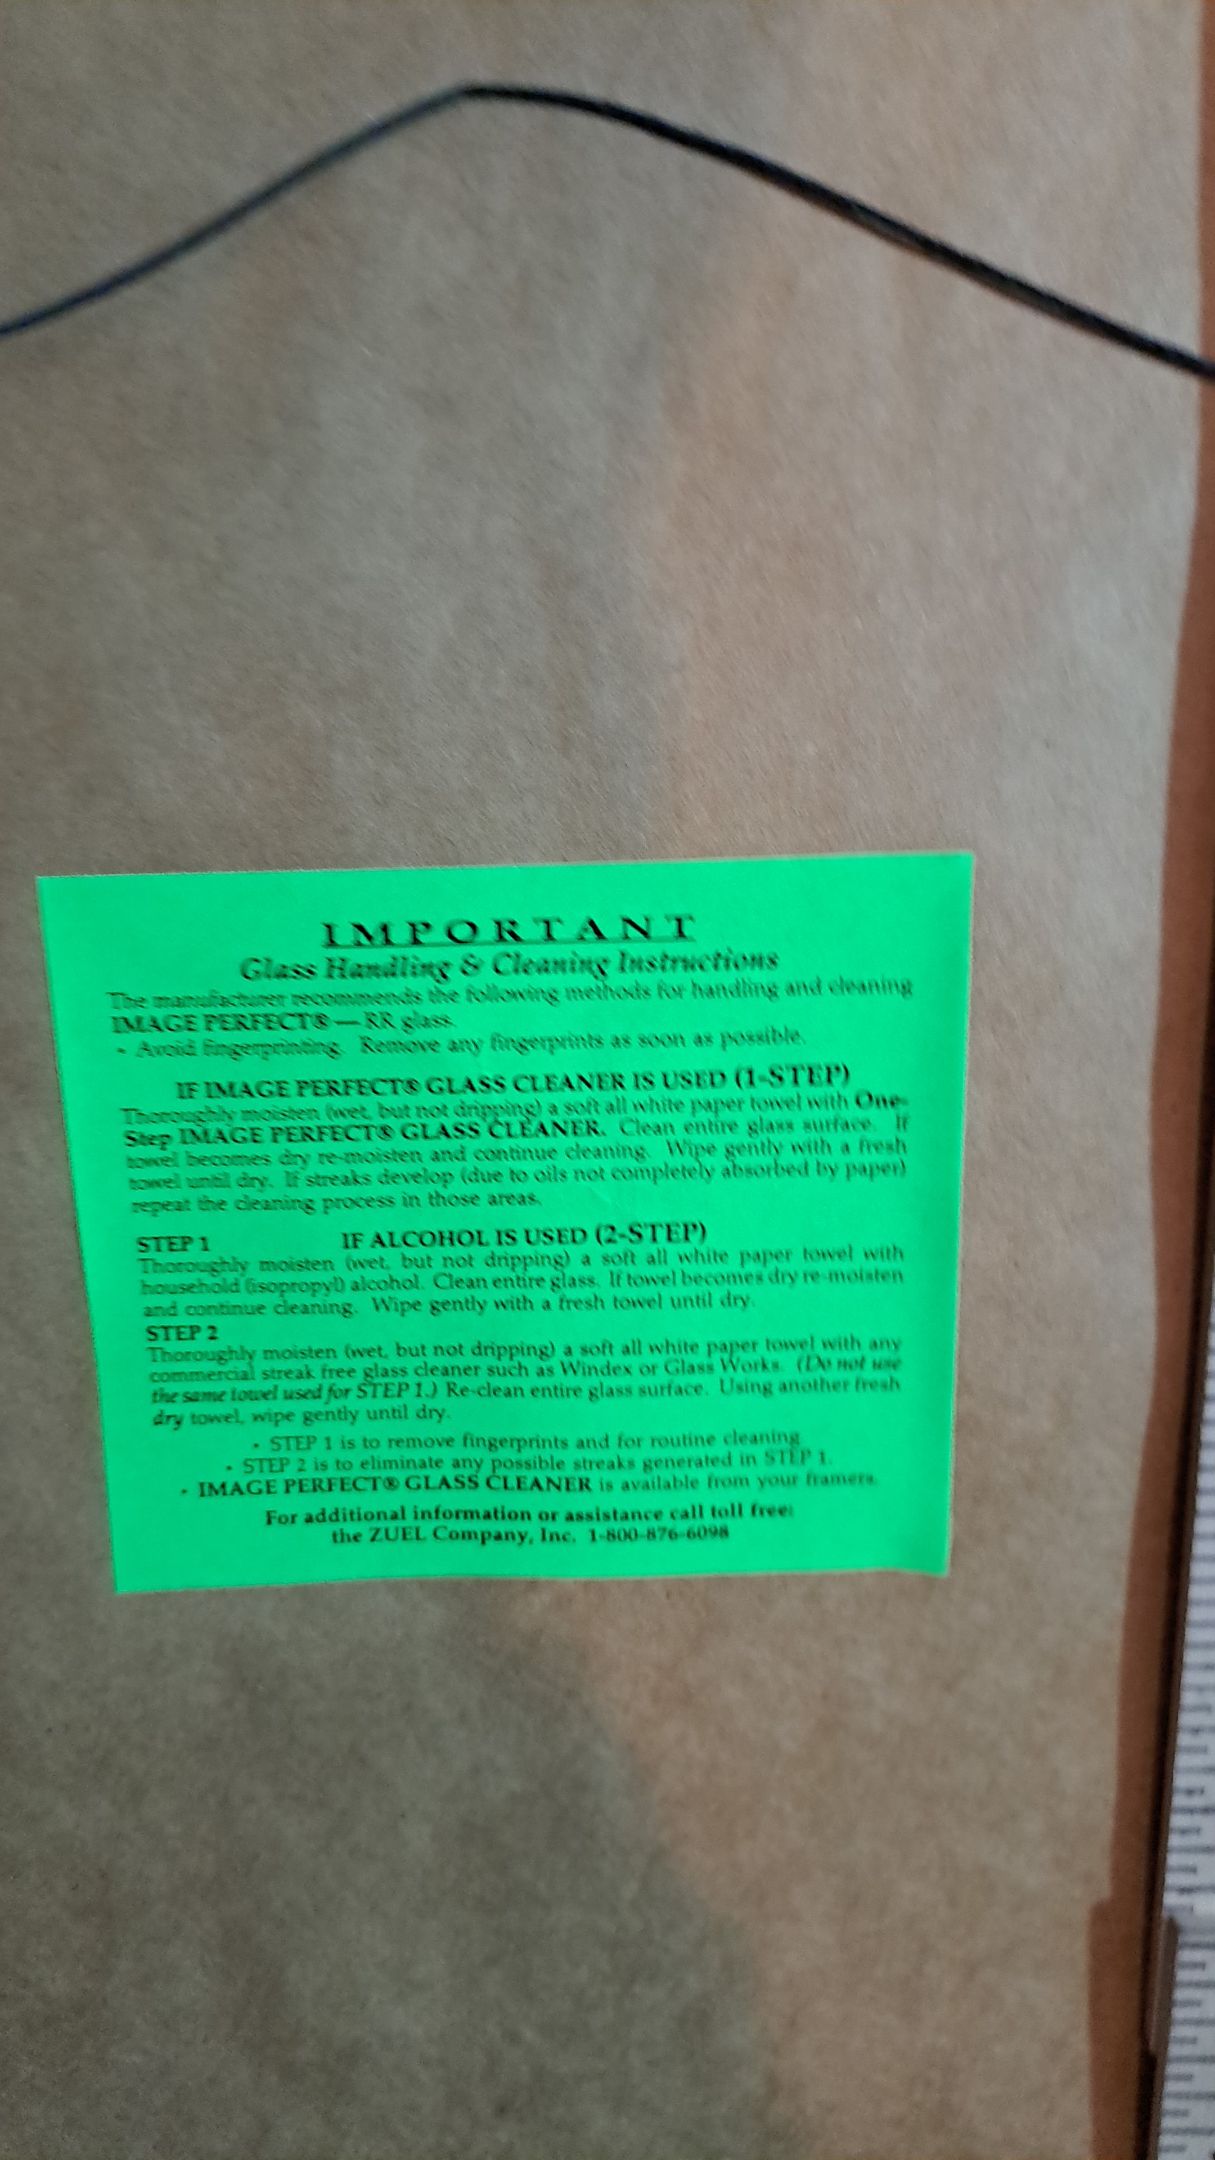 IMPORTANT
Glass Handling & Cleaning Instructions
The manufacturer recommends the following methods for handling and cleaning
IMAGE PERFECT® — RR glass.
• Avoid fingerprinting. Remove any fingerprints as soon as possible.
IF IMAGE PERFECT® GLASS CLEANER IS USED (1-STEP)
Thoroughly moisten (wet, but not dripping) a soft all white paper towel with One-
Step IMAGE PERFECT® GLASS CLEANER. Clean entire glass surface. If
towel becomes dry re-moisten and continue cleaning. Wipe gently with a fresh
towel until dry. If streaks develop (due to oils not completely absorbed by paper)
repeat the cleaning process in those areas.
STEP 1 IF ALCOHOL IS USED (2-STEP)
Thoroughly moisten (wet, but not dripping) a soft all white paper towel with
household (isopropyl) alcohol. Clean entire glass. If towel becomes dry re-moisten
and continue cleaning. Wipe gently with a fresh towel until dry.
STEP 2
Thoroughly moisten (wet, but not dripping) a soft all white paper towel with any
commercial streak free glass cleaner such as Windex or Glass Works. (Do not use
the same towel used for STEP 1.) Re-clean entire glass surface. Using another fresh
dry towel, wipe gently until dry.
• STEP 1 is to remove fingerprints and for routine cleaning
• STEP 2 is to eliminate any possible streaks generated in STEP 1.
• IMAGE PERFECT® GLASS CLEANER is available from your framers.
For additional information or assistance call toll free:
the ZUEL Company, Inc. 1-800-876-6098